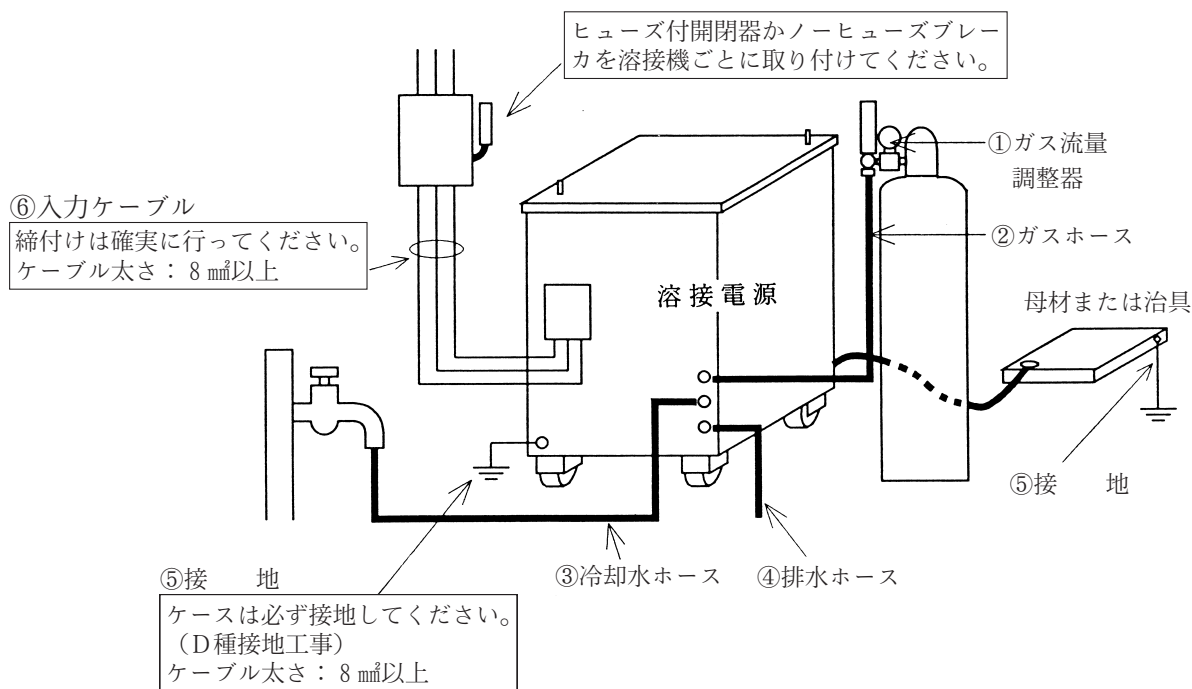 ヒューズ付開閉器かノーヒューズブレー
カを溶接機ごとに取り付けてください。
①ガス流量
調整器
⑥入力ケーブル
締付けは確実に行ってください。
ケーブル太さ：８㎟以上
②ガスホース
溶接電源
母材または治具
⑤接　地
③冷却水ホース
④排水ホース
⑤接　地
ケースは必ず接地してください。
（Ｄ種接地工事）
ケーブル太さ：８㎟以上